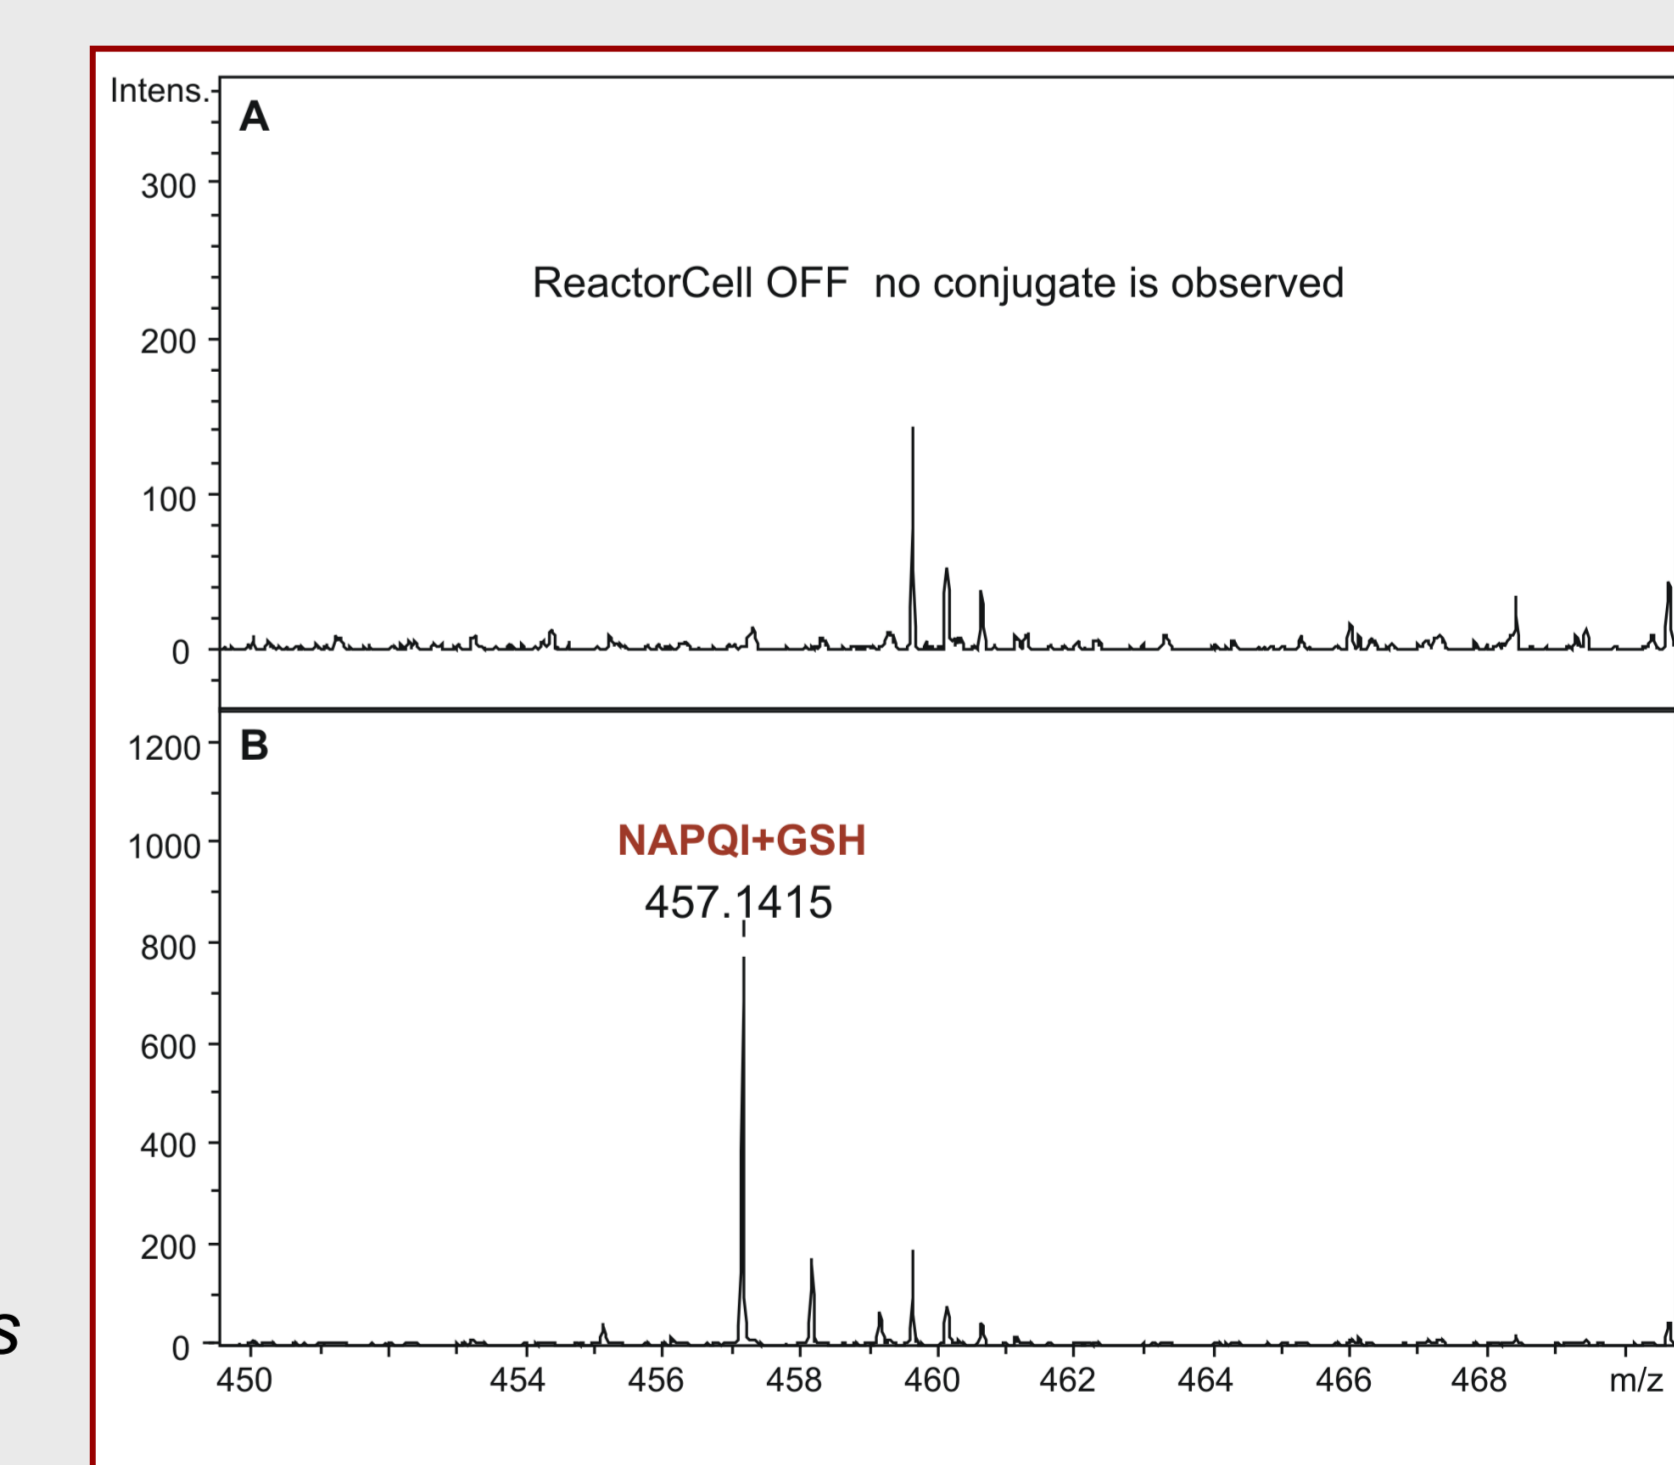 Intens.
A
300
ReactorCell OFF  no conjugate is observed
200
100
0
1200
B
1000
NAPQI+GSH
457.1415
800
600
400
200
s
0
450 454 456 458 460 462 464 466 468 m/z